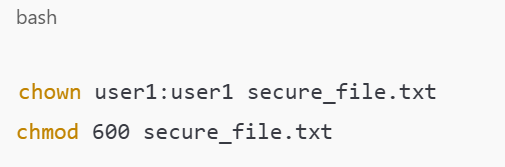 bash
chown user1:user1 secure_file.txt
chmod 600 secure_file.txt